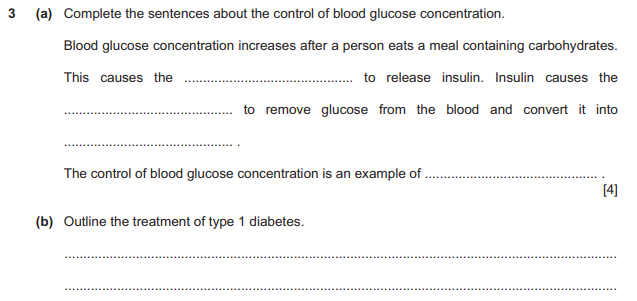 3 (a) Complete the sentences about the control of blood glucose concentration.
Blood glucose concentration increases after a person eats a meal containing carbohydrates.
This causes the ............................................. to release insulin. Insulin causes the
............................................. to remove glucose from the blood and convert it into
............................................. .
The control of blood glucose concentration is an example of ............................................. .
[4]
(b) Outline the treatment of type 1 diabetes.
...................................................................................................................................................
...................................................................................................................................................